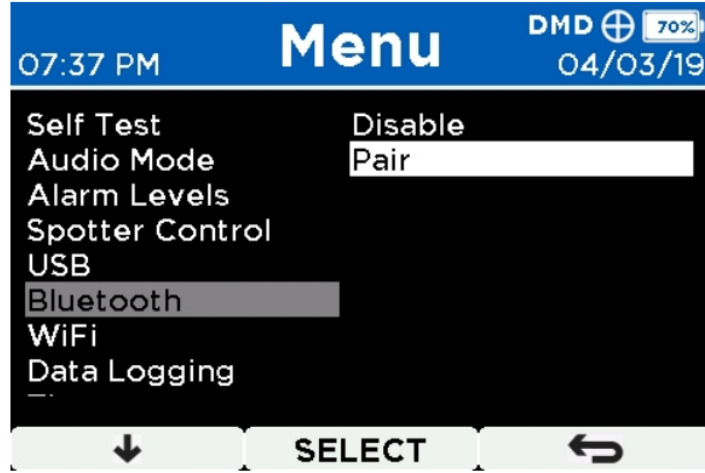 DMD 70%
07:37 PM Menu 04/03/19
Self Test Disable
Audio Mode Pair
Alarm Levels
Spotter Control
USB
Bluetooth
WiFi
Data Logging
SELECT